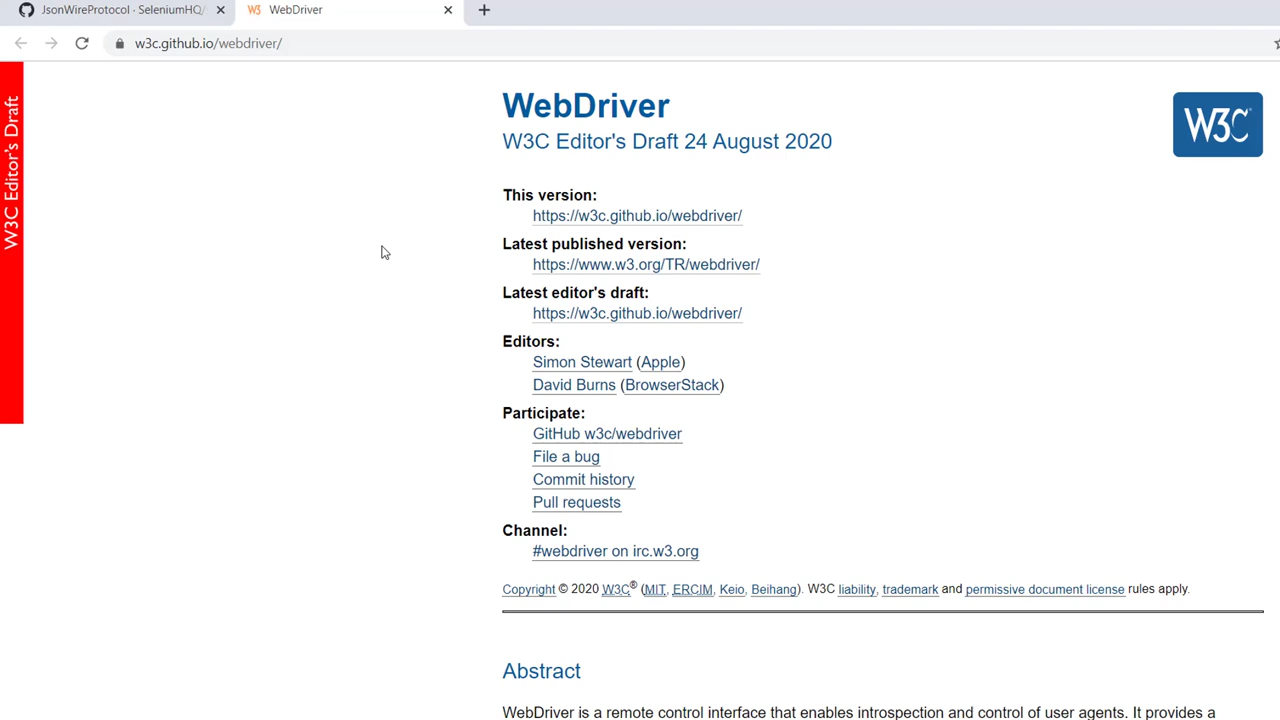 JsonWireProtocol · SeleniumHQ/
WebDriver
w3c.github.io/webdriver/
W3C Editor's Draft
WebDriver
W3C
W3C Editor's Draft 24 August 2020
This version:
https://w3c.github.io/webdriver/
Latest published version:
https://www.w3.org/TR/webdriver/
Latest editor's draft:
https://w3c.github.io/webdriver/
Editors:
Simon Stewart (Apple)
David Burns (BrowserStack)
Participate:
GitHub w3c/webdriver
File a bug
Commit history
Pull requests
Channel:
#webdriver on irc.w3.org
Copyright © 2020 W3C® (MIT, ERCIM, Keio, Beihang). W3C liability, trademark and permissive document license rules apply.
Abstract
WebDriver is a remote control interface that enables introspection and control of user agents. It provides a